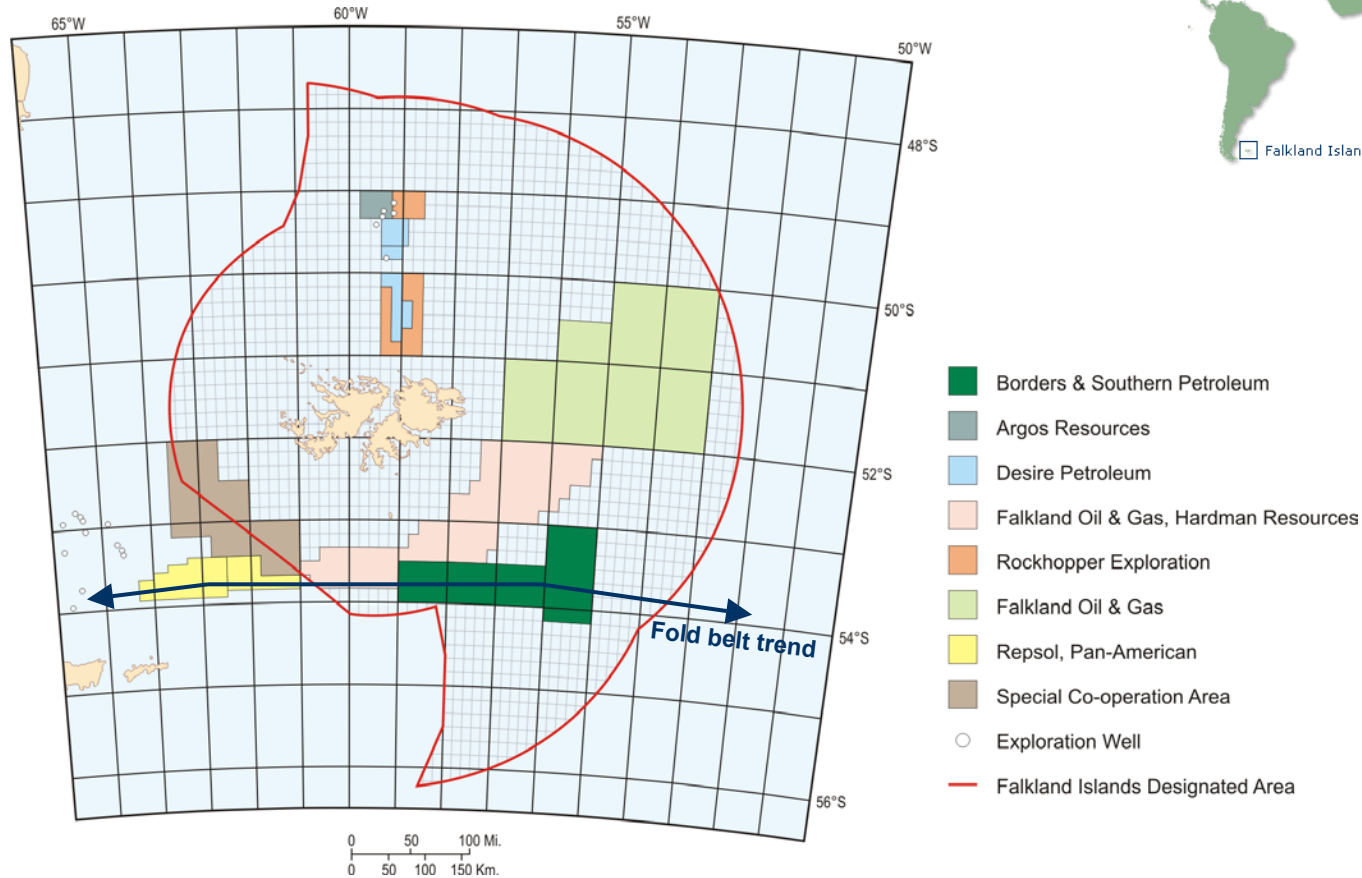 65°W
60°W
55°W
50°W
48°S
50°S
52°S
54°S
56°S
Fold belt trend
0 50 100 Mi.
0 50 100 150 Km.
Falkland Islan
Borders & Southern Petroleum
Argos Resources
Desire Petroleum
Falkland Oil & Gas, Hardman Resources
Rockhopper Exploration
Falkland Oil & Gas
Repsol, Pan-American
Special Co-operation Area
Exploration Well
Falkland Islands Designated Area